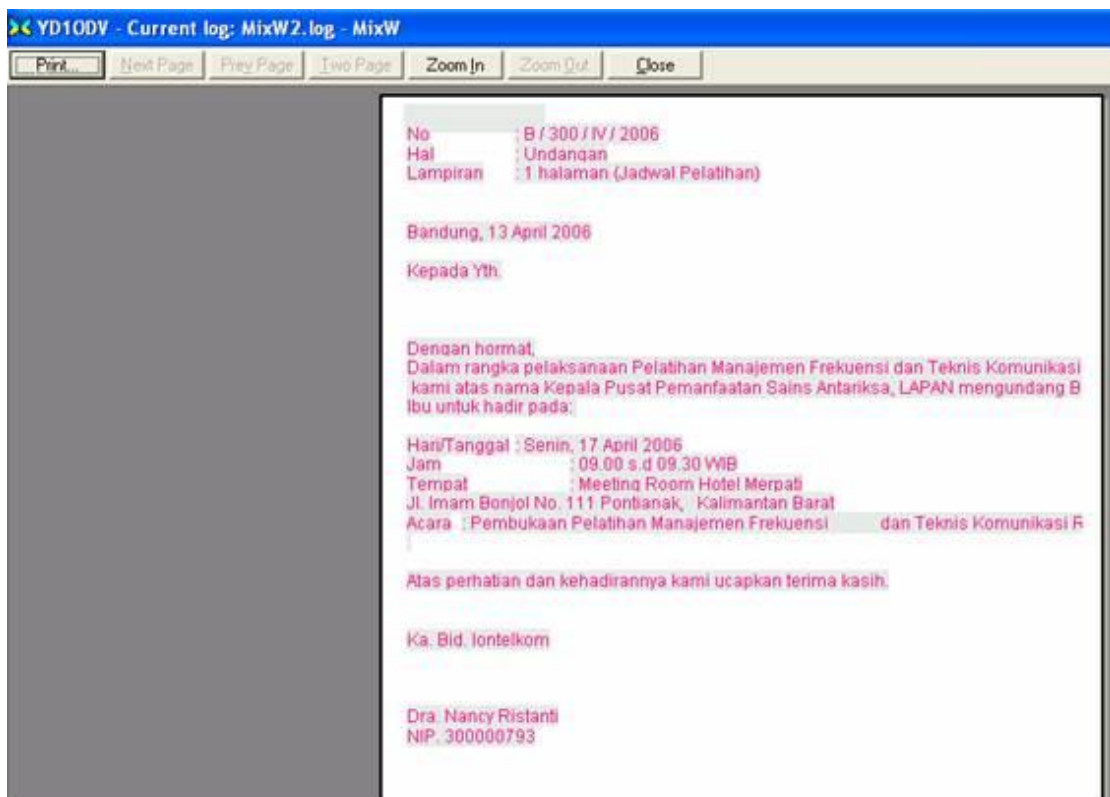 YD1ODV - Current log: MixW2.log - MixW
Print... Next Page Prev Page Two Page Zoom In Zoom Out Close
No : B / 300 / IV / 2006
Hal : Undangan
Lampiran : 1 halaman (Jadwal Pelatihan)
Bandung, 13 April 2006
Kepada Yth.
Dengan hormat,
Dalam rangka pelaksanaan Pelatihan Manajemen Frekuensi dan Teknis Komunikasi
kami atas nama Kepala Pusat Pemanfaatan Sains Antariksa, LAPAN mengundang B
Ibu untuk hadir pada:
Hari/Tanggal : Senin, 17 April 2006
Jam : 09.00 s.d 09.30 WIB
Tempat : Meeting Room Hotel Merpati
Jl. Imam Bonjol No. 111 Pontianak, Kalimantan Barat
Acara : Pembukaan Pelatihan Manajemen Frekuensi dan Teknis Komunikasi R
Atas perhatian dan kehadirannya kami ucapkan terima kasih.
Ka. Bid. Iontelkom
Dra. Nancy Ristanti
NIP. 300000793